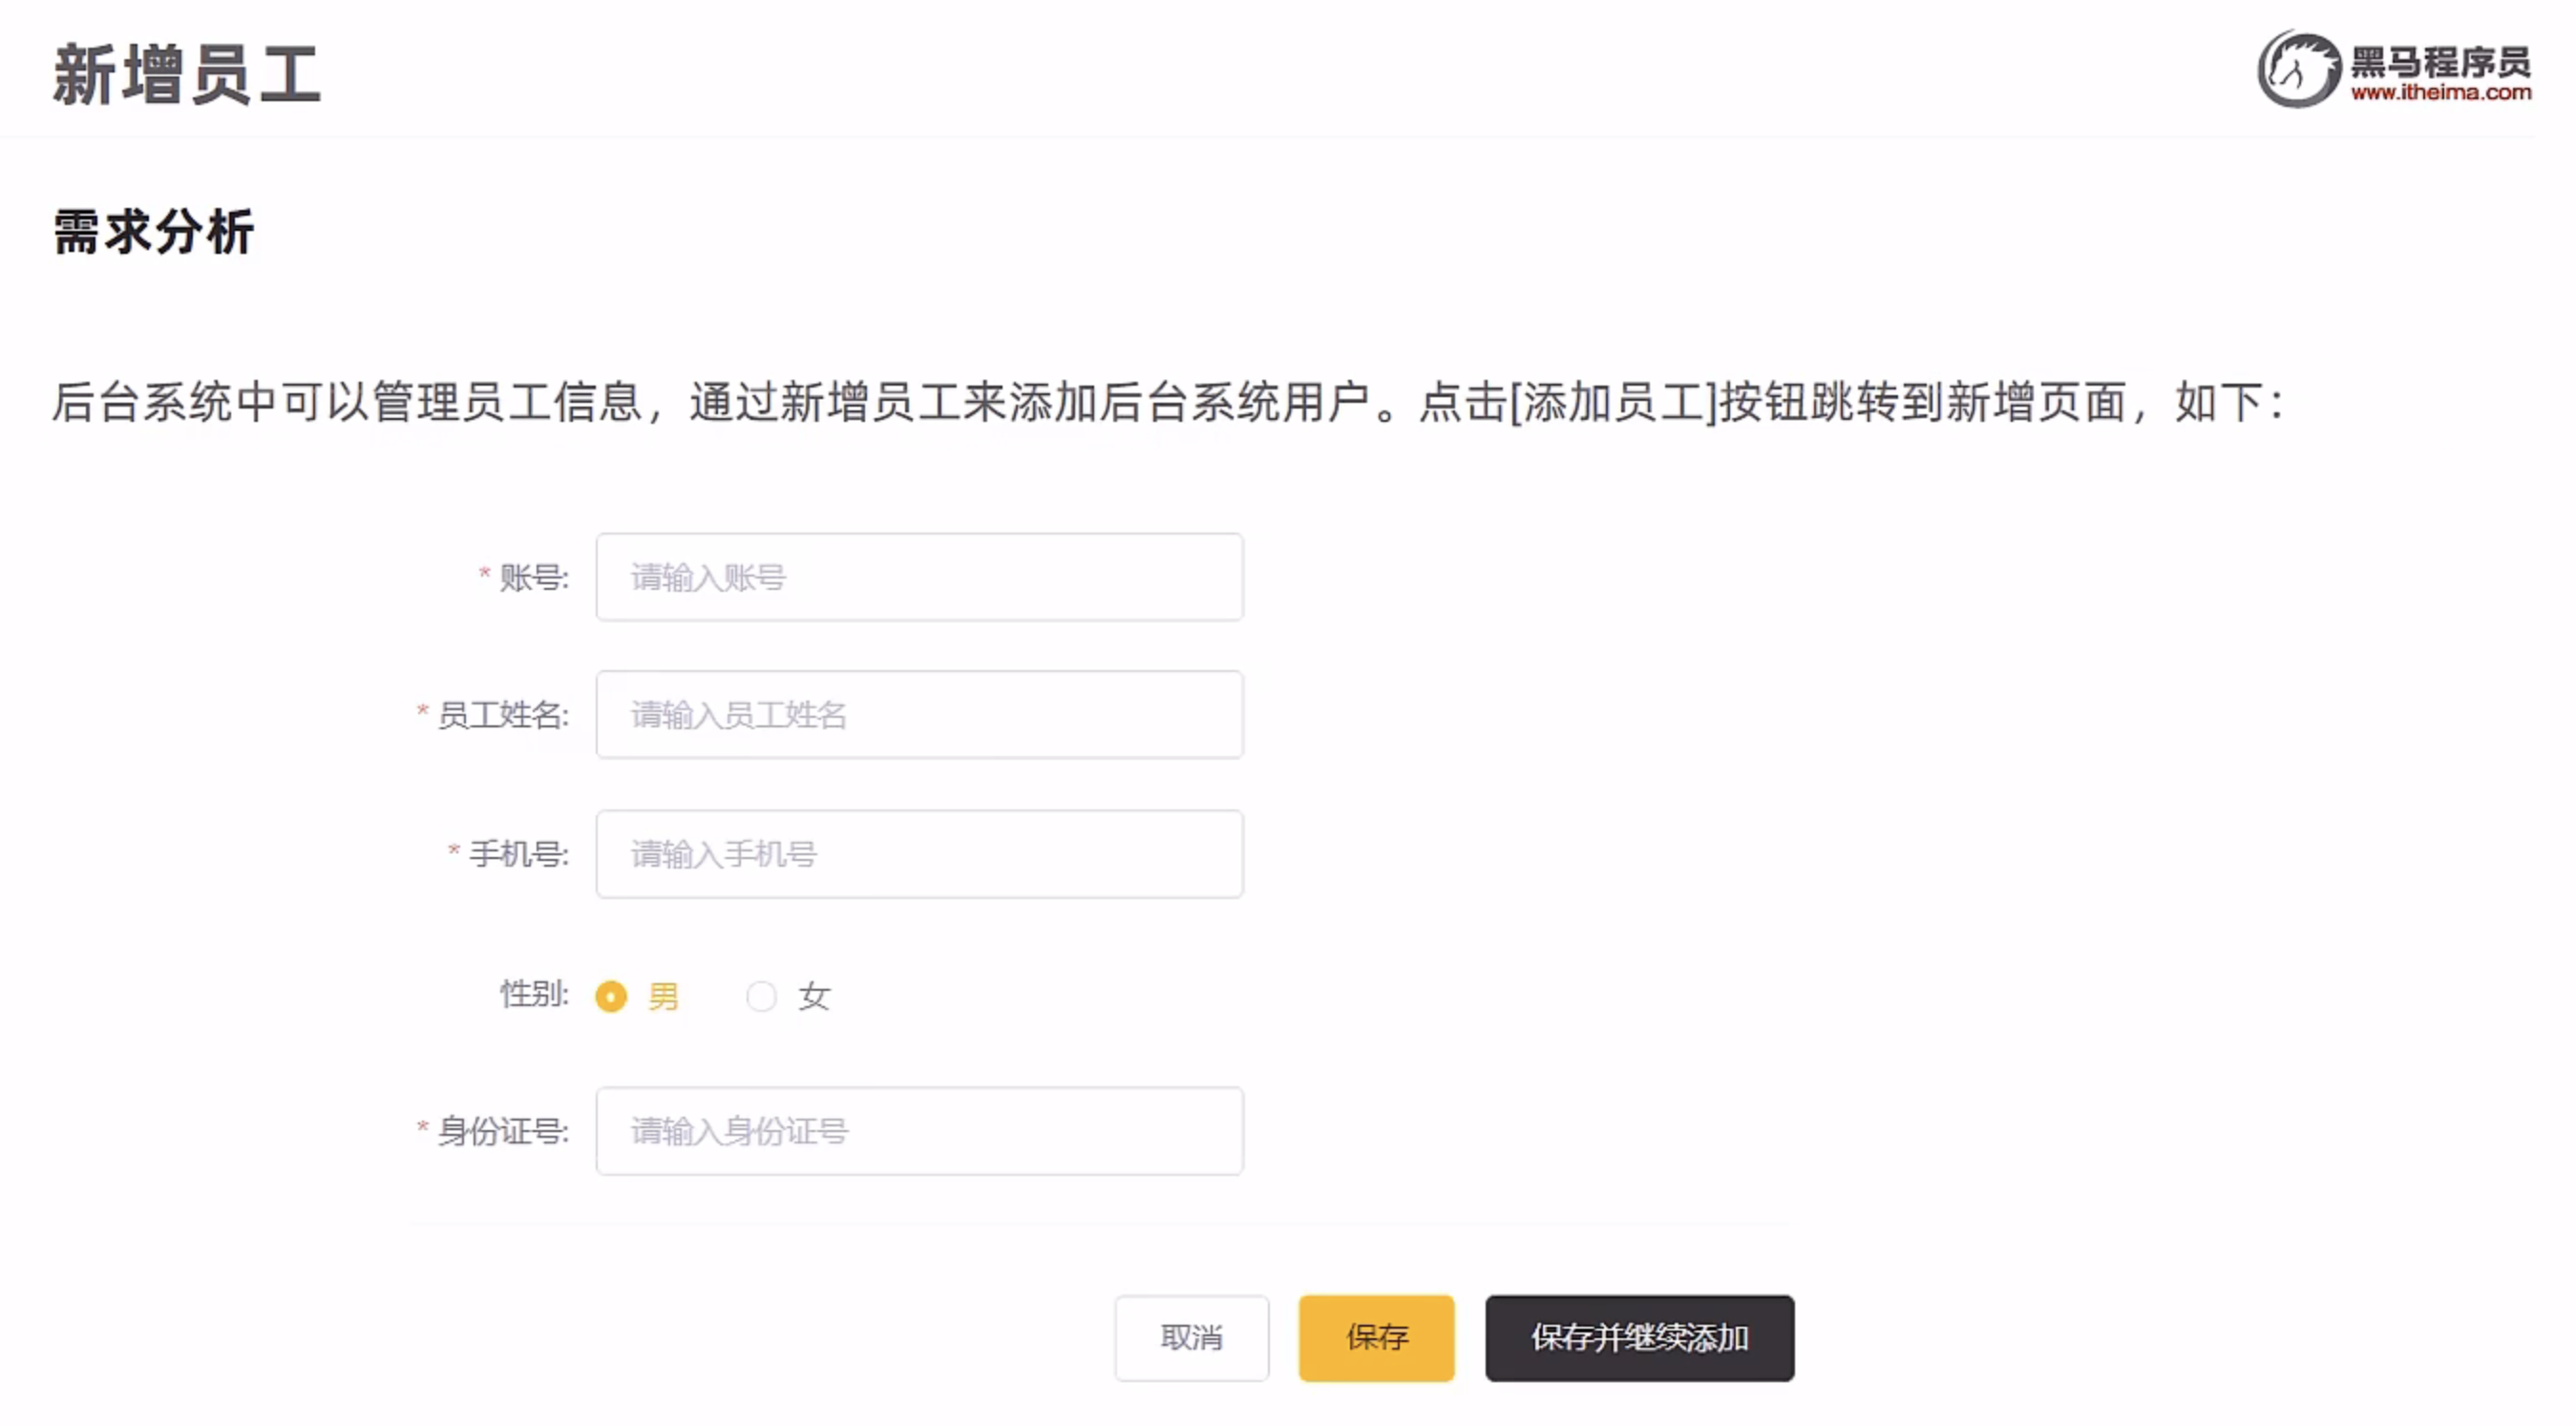 新增员工
黑马程序员
www.itheima.com
需求分析
后台系统中可以管理员工信息，通过新增员工来添加后台系统用户。点击[添加员工]按钮跳转到新增页面，如下：
* 账号: 请输入账号
* 员工姓名: 请输入员工姓名
* 手机号: 请输入手机号
性别: 男 女
* 身份证号: 请输入身份证号
取消 保存 保存并继续添加